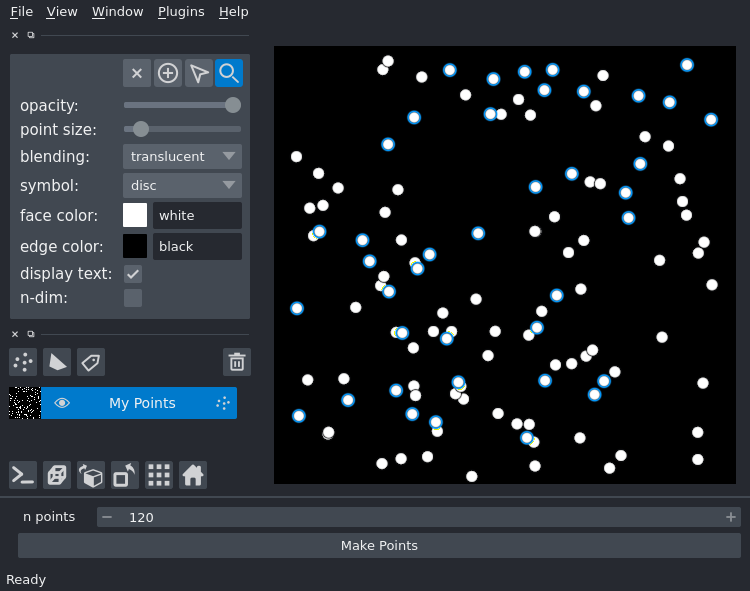 File View Window Plugins Help
opacity:
point size:
blending: translucent
symbol: disc
face color: white
edge color: black
display text:
n-dim:
My Points
n points 120
Make Points
Ready